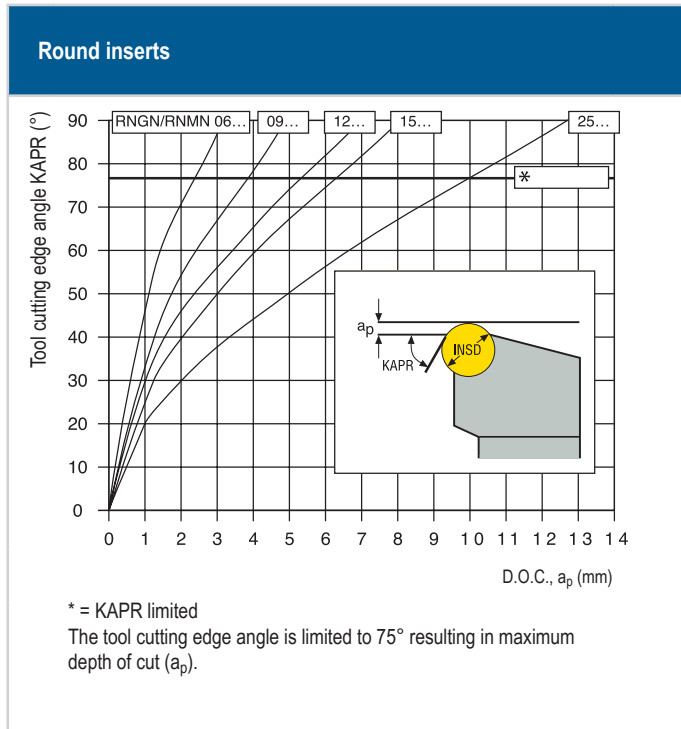 Round inserts
Tool cutting edge angle KAPR (°)
90
80
70
60
50
40
30
20
10
0
RNGN/RNMN 06... 09... 12... 15... 25...
*
ap
KAPR
INSD
0 1 2 3 4 5 6 7 8 9 10 11 12 13 14
D.O.C., ap (mm)
* = KAPR limited
The tool cutting edge angle is limited to 75° resulting in maximum
depth of cut (ap).